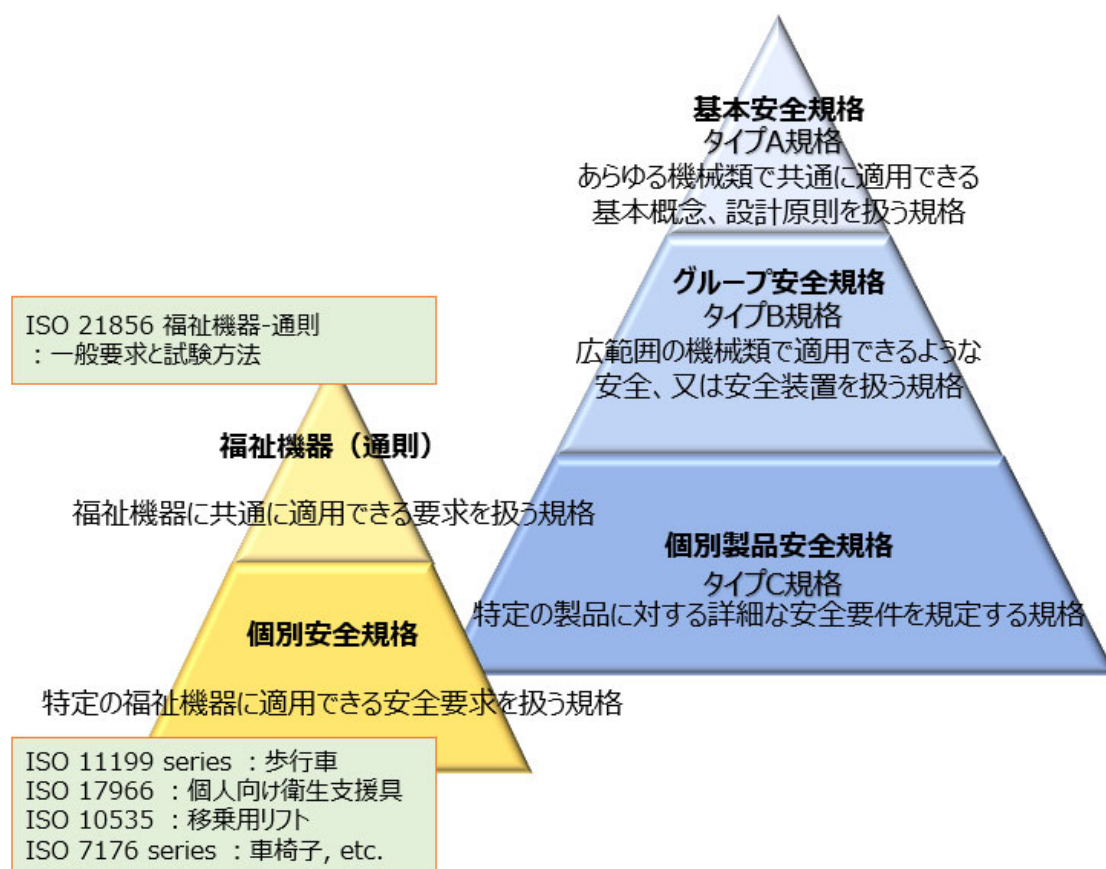 基本安全規格
タイプA規格
あらゆる機械類で共通に適用できる
基本概念、設計原則を扱う規格
グループ安全規格
タイプB規格
広範囲の機械類で適用できるような
安全、又は安全装置を扱う規格
個別製品安全規格
タイプC規格
特定の製品に対する詳細な安全要件を規定する規格
ISO 21856 福祉機器-通則
：一般要求と試験方法
福祉機器（通則）
福祉機器に共通に適用できる要求を扱う規格
個別安全規格
特定の福祉機器に適用できる安全要求を扱う規格
ISO 11199 series ：歩行車
ISO 17966 ：個人向け衛生支援具
ISO 10535 ：移乗用リフト
ISO 7176 series ：車椅子, etc.